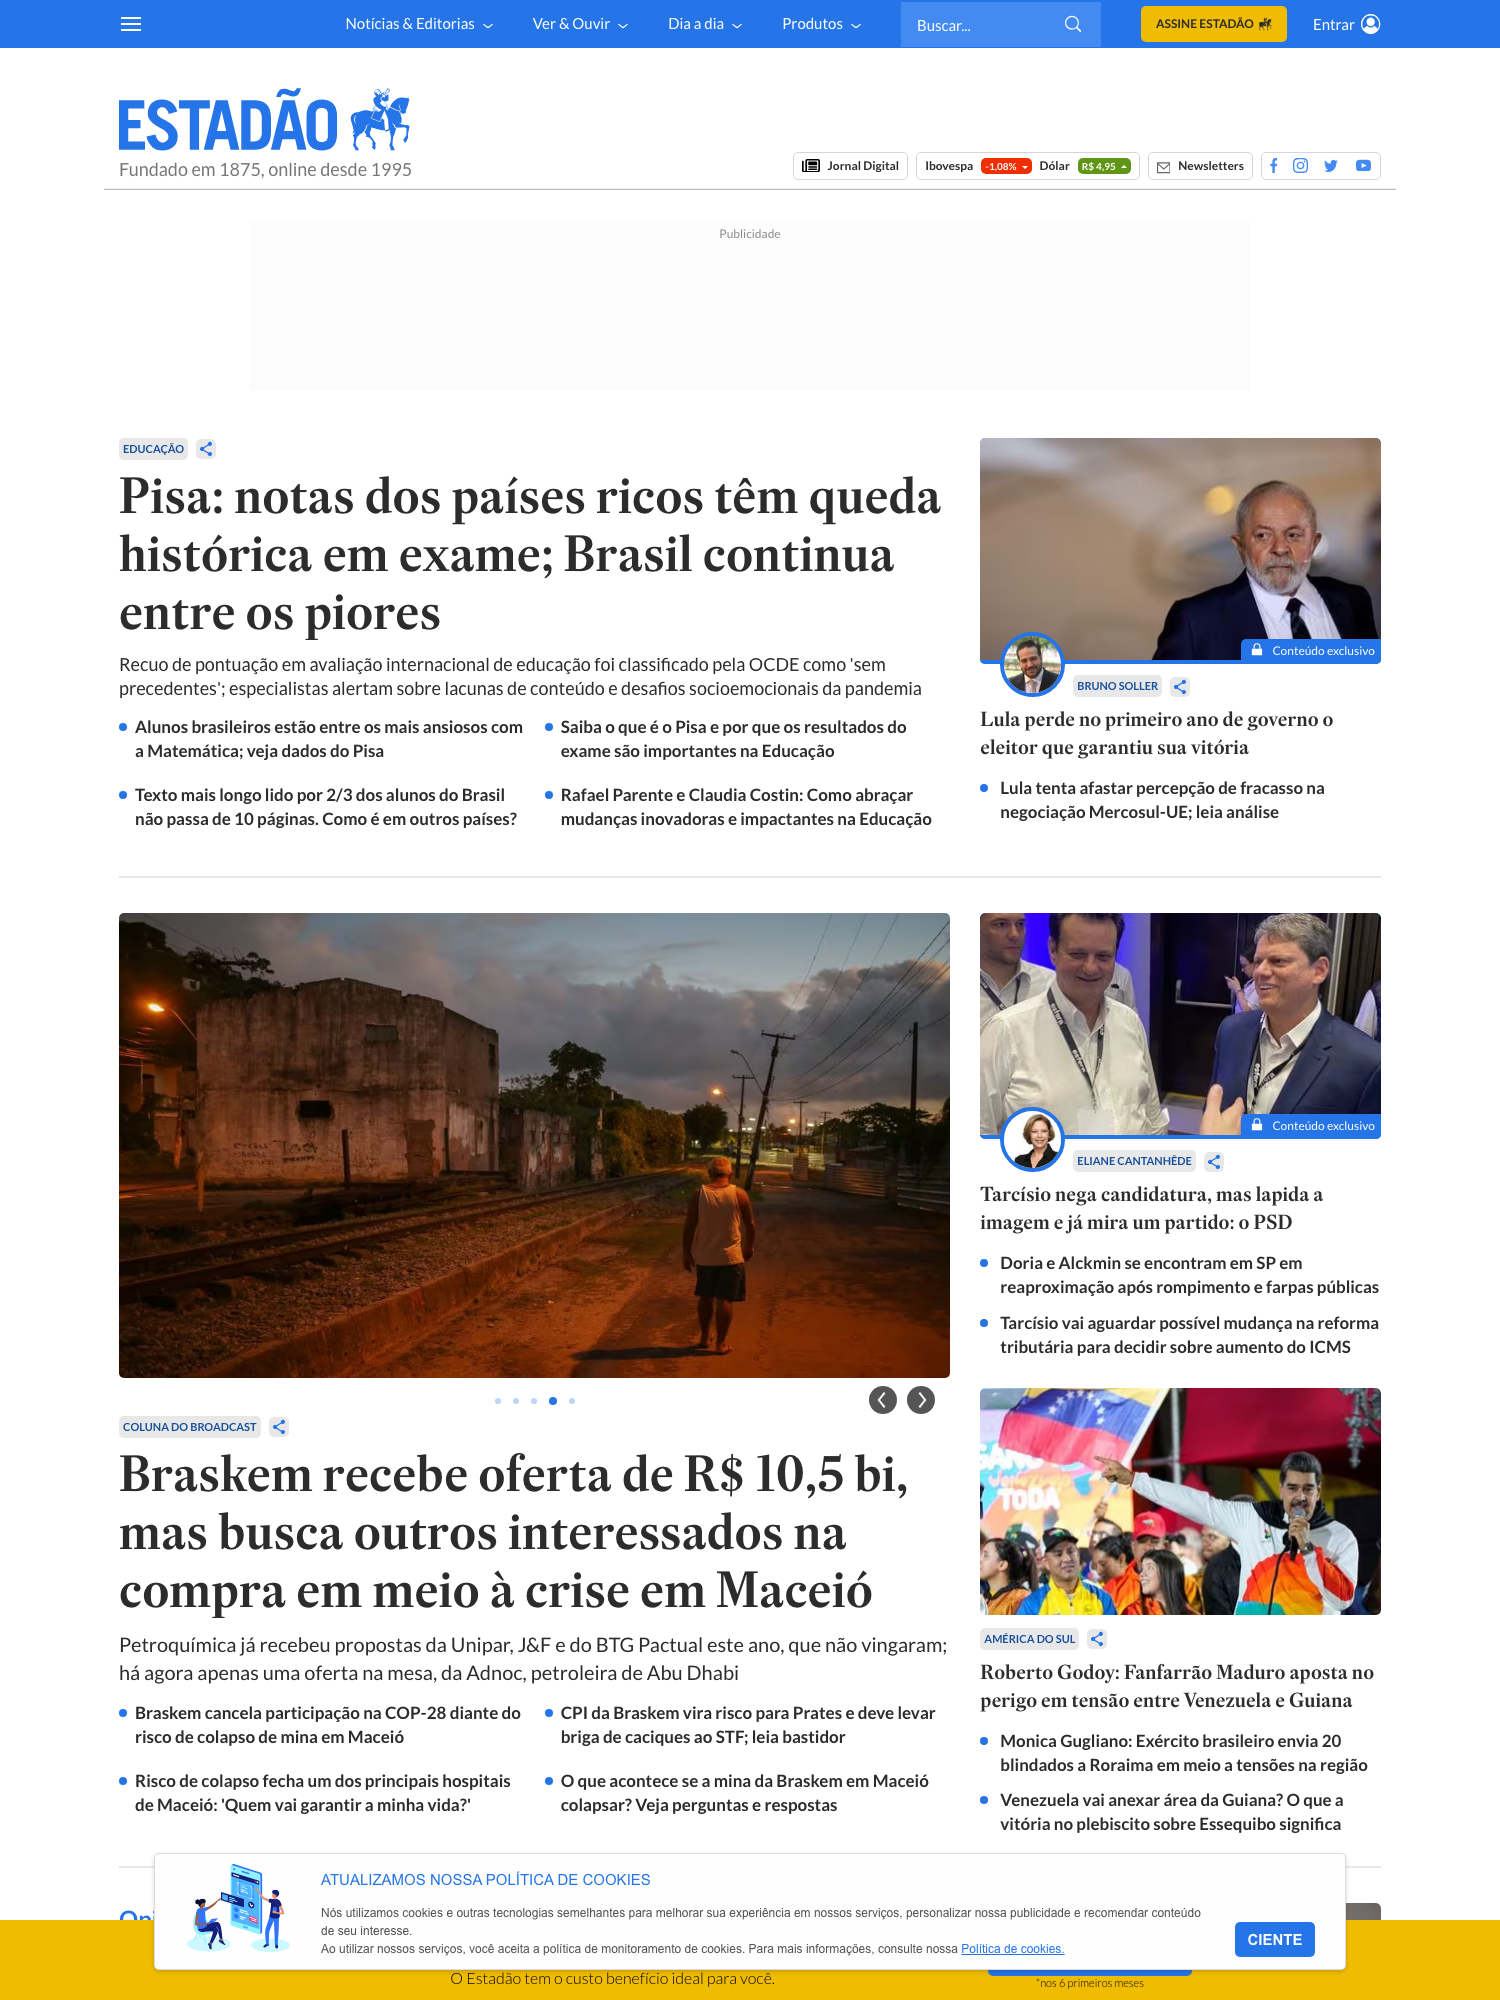 Notícias & Editorias
Ver & Ouvir
Dia a dia
Produtos
Buscar...
ASSINE ESTADÃO
Entrar
ESTADÃO
Fundado em 1875, online desde 1995
Jornal Digital
Ibovespa -1,08% Dólar R$ 4,95
Newsletters
Publicidade
EDUCAÇÃO
Pisa: notas dos países ricos têm queda
histórica em exame; Brasil continua
entre os piores
Recuo de pontuação em avaliação internacional de educação foi classificado pela OCDE como 'sem
precedentes'; especialistas alertam sobre lacunas de conteúdo e desafios socioemocionais da pandemia
Alunos brasileiros estão entre os mais ansiosos com
a Matemática; veja dados do Pisa
Saiba o que é o Pisa e por que os resultados do
exame são importantes na Educação
Texto mais longo lido por 2/3 dos alunos do Brasil
não passa de 10 páginas. Como é em outros países?
Rafael Parente e Claudia Costin: Como abraçar
mudanças inovadoras e impactantes na Educação
Conteúdo exclusivo
BRUNO SOLLER
Lula perde no primeiro ano de governo o
eleitor que garantiu sua vitória
Lula tenta afastar percepção de fracasso na
negociação Mercosul-UE; leia análise
COLUNA DO BROADCAST
Braskem recebe oferta de R$ 10,5 bi,
mas busca outros interessados na
compra em meio à crise em Maceió
Petroquímica já recebeu propostas da Unipar, J&F e do BTG Pactual este ano, que não vingaram;
há agora apenas uma oferta na mesa, da Adnoc, petroleira de Abu Dhabi
Braskem cancela participação na COP-28 diante do
risco de colapso de mina em Maceió
CPI da Braskem vira risco para Prates e deve levar
briga de caciques ao STF; leia bastidor
Risco de colapso fecha um dos principais hospitais
de Maceió: 'Quem vai garantir a minha vida?'
O que acontece se a mina da Braskem em Maceió
colapsar? Veja perguntas e respostas
Conteúdo exclusivo
ELIANE CANTANHÊDE
Tarcísio nega candidatura, mas lapida a
imagem e já mira um partido: o PSD
Doria e Alckmin se encontram em SP em
reaproximação após rompimento e farpas públicas
Tarcísio vai aguardar possível mudança na reforma
tributária para decidir sobre aumento do ICMS
TODA
AMÉRICA DO SUL
Roberto Godoy: Fanfarrão Maduro aposta no
perigo em tensão entre Venezuela e Guiana
Monica Gugliano: Exército brasileiro envia 20
blindados a Roraima em meio a tensões na região
Venezuela vai anexar área da Guiana? O que a
vitória no plebiscito sobre Essequibo significa
ATUALIZAMOS NOSSA POLÍTICA DE COOKIES
Nós utilizamos cookies e outras tecnologias semelhantes para melhorar sua experiência em nossos serviços, personalizar nossa publicidade e recomendar conteúdo
de seu interesse.
Ao utilizar nossos serviços, você aceita a política de monitoramento de cookies. Para mais informações, consulte nossa Política de cookies.
CIENTE
O Estadão tem o custo benefício ideal para você.
*nos 6 primeiros meses